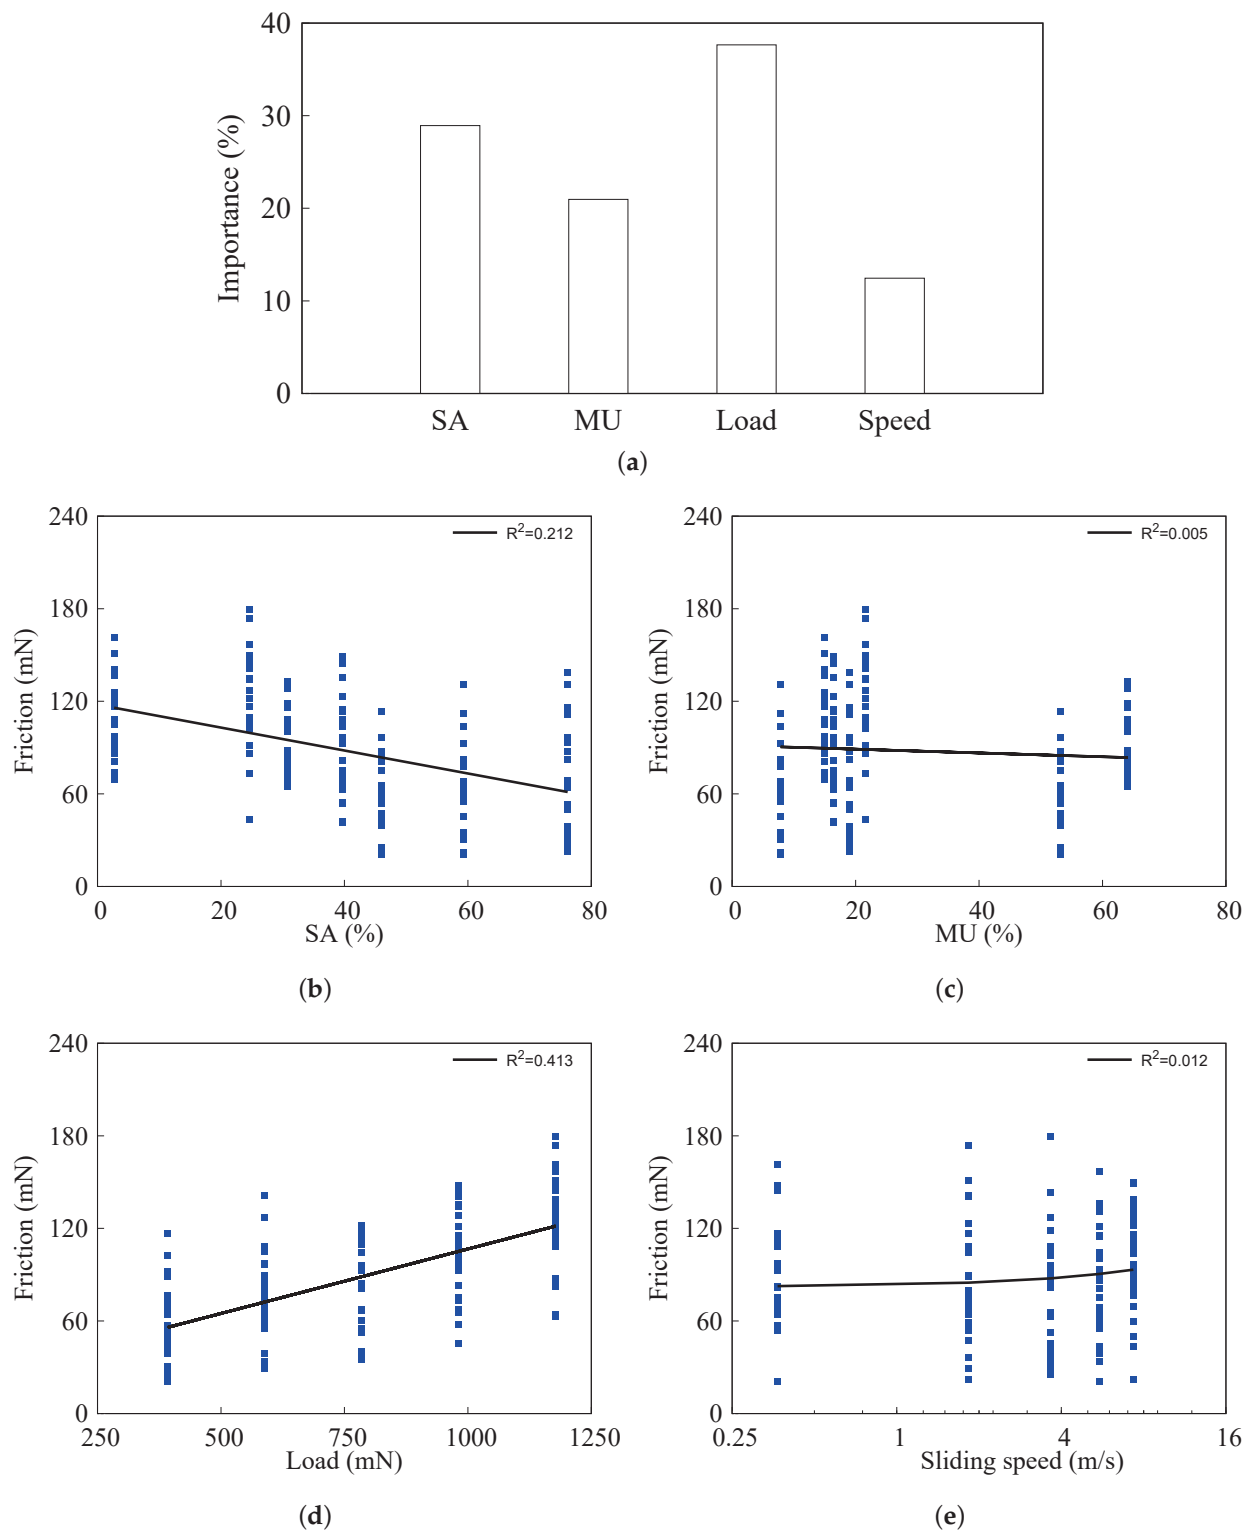 40
30
20
10
0
Importance (%)
SA MU Load Speed
(a)
240
180
120
60
0
Friction (mN)
R²=0.212
0 20 40 60 80
SA (%)
(b)
240
180
120
60
0
Friction (mN)
R²=0.005
0 20 40 60 80
MU (%)
(c)
240
180
120
60
0
Friction (mN)
R²=0.413
250 500 750 1000 1250
Load (mN)
(d)
240
180
120
60
0
Friction (mN)
R²=0.012
0.25 1 4 16
Sliding speed (m/s)
(e)